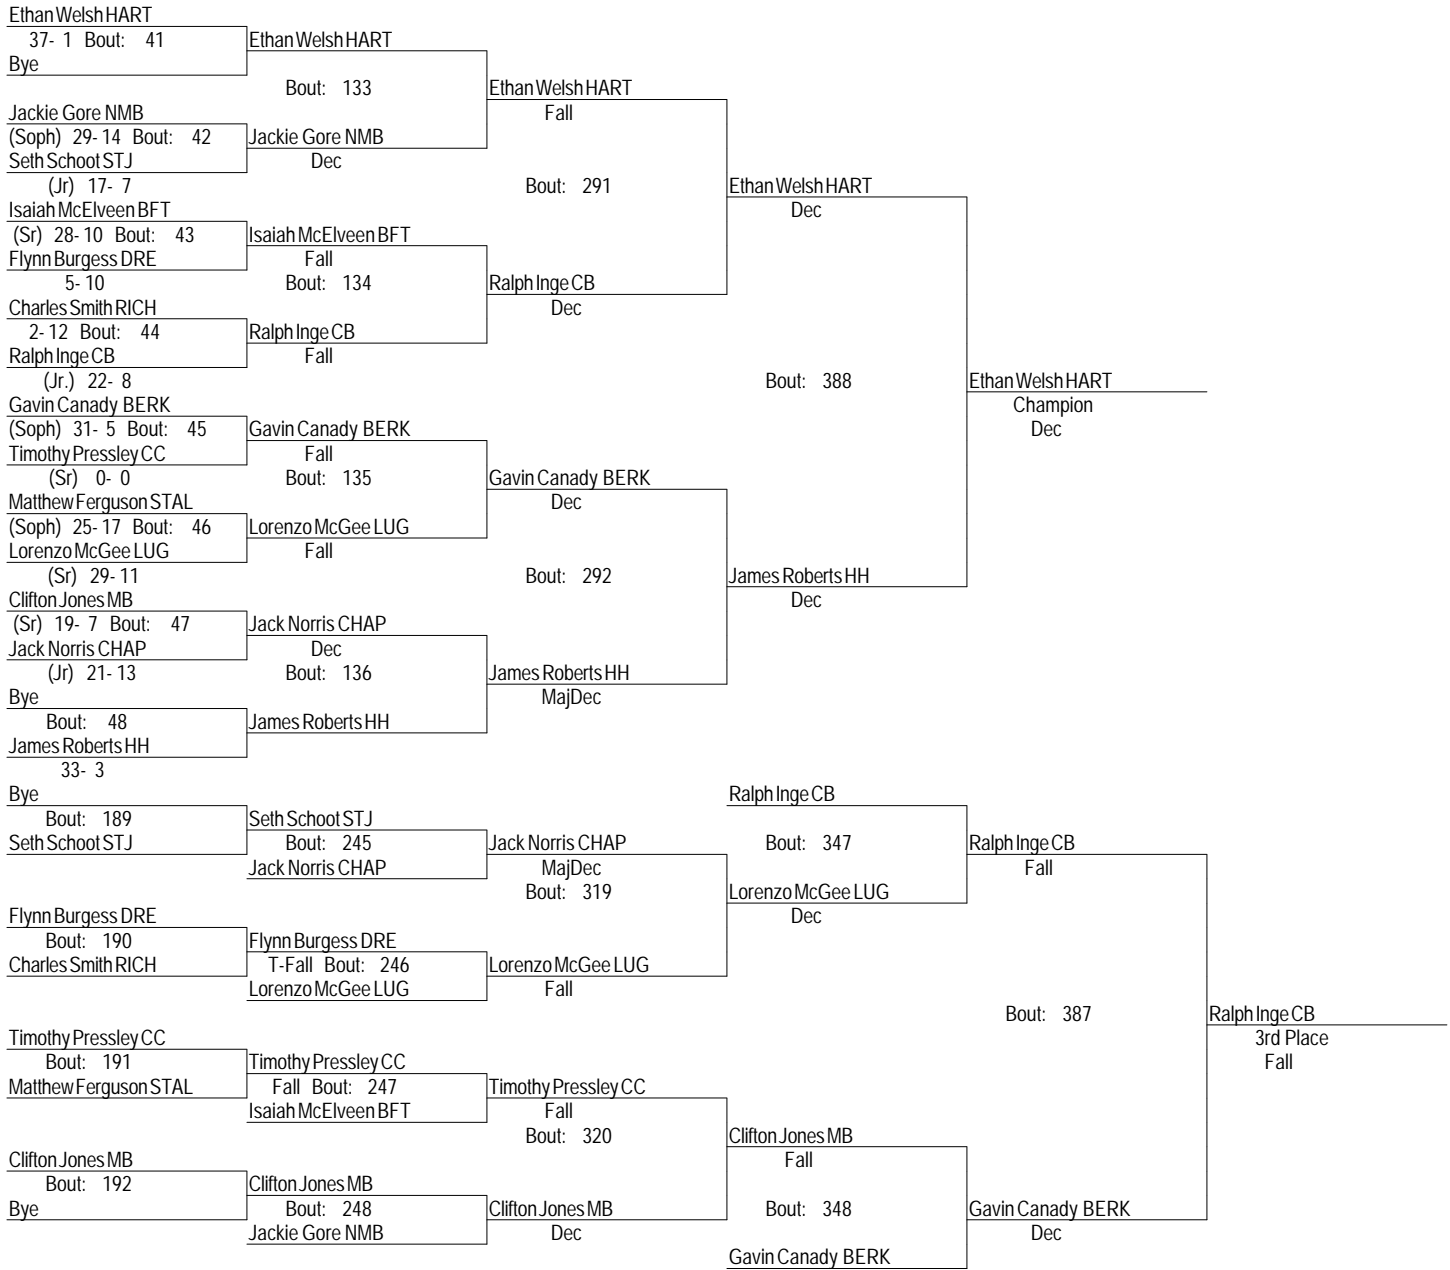 Ethan Welsh HART
37- 1 Bout: 41
Ethan Welsh HART
Bye
Bout: 133
Ethan Welsh HART
Jackie Gore NMB
Fall
(Soph) 29- 14 Bout: 42
Jackie Gore NMB
Seth Schoot STJ
Dec
(Jr) 17- 7
Bout: 291
Ethan Welsh HART
Isaiah McElveen BFT
Dec
(Sr) 28- 10 Bout: 43
Isaiah McElveen BFT
Flynn Burgess DRE
Fall
5- 10
Bout: 134
Ralph Inge CB
Charles Smith RICH
Dec
2- 12 Bout: 44
Ralph Inge CB
Ralph Inge CB
Fall
(Jr.) 22- 8
Bout: 388
Ethan Welsh HART
Gavin Canady BERK
Champion
(Soph) 31- 5 Bout: 45
Gavin Canady BERK
Dec
Timothy Pressley CC
Fall
(Sr) 0- 0
Bout: 135
Gavin Canady BERK
Matthew Ferguson STAL
Dec
(Soph) 25- 17 Bout: 46
Lorenzo McGee LUG
Lorenzo McGee LUG
Fall
(Sr) 29- 11
Bout: 292
James Roberts HH
Clifton Jones MB
Dec
(Sr) 19- 7 Bout: 47
Jack Norris CHAP
Jack Norris CHAP
Dec
(Jr) 21- 13
Bout: 136
James Roberts HH
Bye
MajDec
Bout: 48
James Roberts HH
James Roberts HH
33- 3
Bye
Ralph Inge CB
Bout: 189
Seth Schoot STJ
Seth Schoot STJ
Bout: 245
Jack Norris CHAP
Bout: 347
Ralph Inge CB
Jack Norris CHAP
MajDec
Fall
Bout: 319
Lorenzo McGee LUG
Flynn Burgess DRE
Dec
Bout: 190
Flynn Burgess DRE
Charles Smith RICH
T-Fall Bout: 246
Lorenzo McGee LUG
Lorenzo McGee LUG
Fall
Bout: 387
Ralph Inge CB
Timothy Pressley CC
3rd Place
Bout: 191
Timothy Pressley CC
Fall
Matthew Ferguson STAL
Fall Bout: 247
Timothy Pressley CC
Isaiah McElveen BFT
Fall
Bout: 320
Clifton Jones MB
Clifton Jones MB
Fall
Bout: 192
Clifton Jones MB
Bye
Bout: 248
Clifton Jones MB
Bout: 348
Gavin Canady BERK
Jackie Gore NMB
Dec
Dec
Gavin Canady BERK